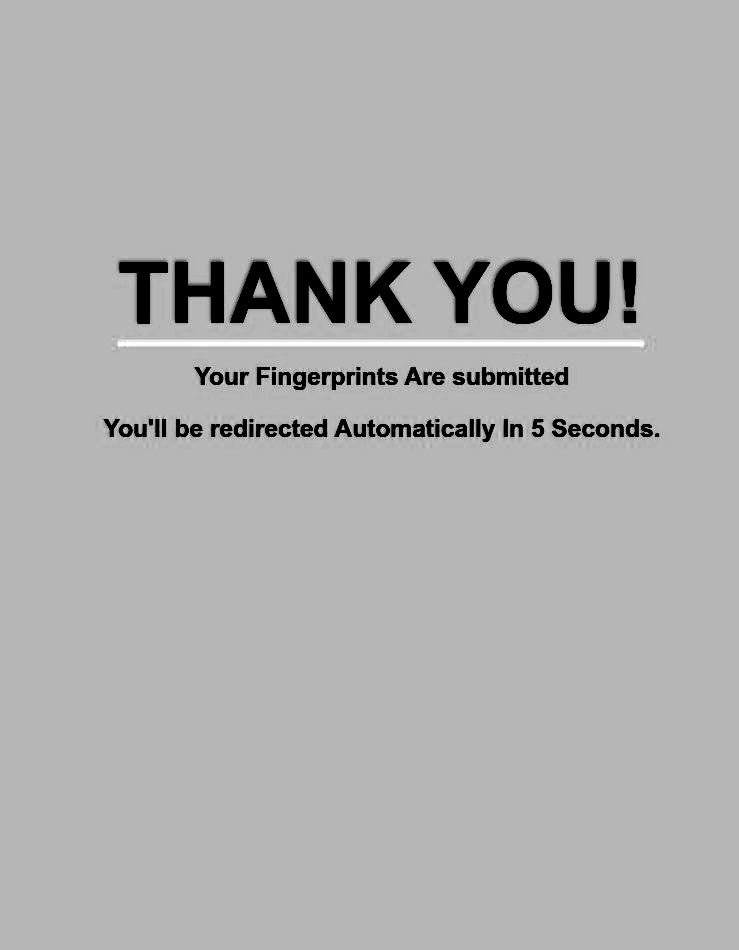 THANK YOU!
Your Fingerprints Are submitted
You'll be redirected Automatically In 5 Seconds.